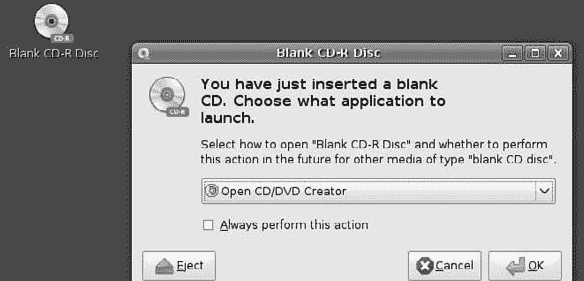 CD-R
Blank CD-R Disc
Blank CD-R Disc
You have just inserted a blank
CD. Choose what application to
launch.
CD-R
Select how to open "Blank CD-R Disc" and whether to perform
this action in the future for other media of type "blank CD disc".
Open CD/DVD Creator
Always perform this action
Eject
Cancel
OK